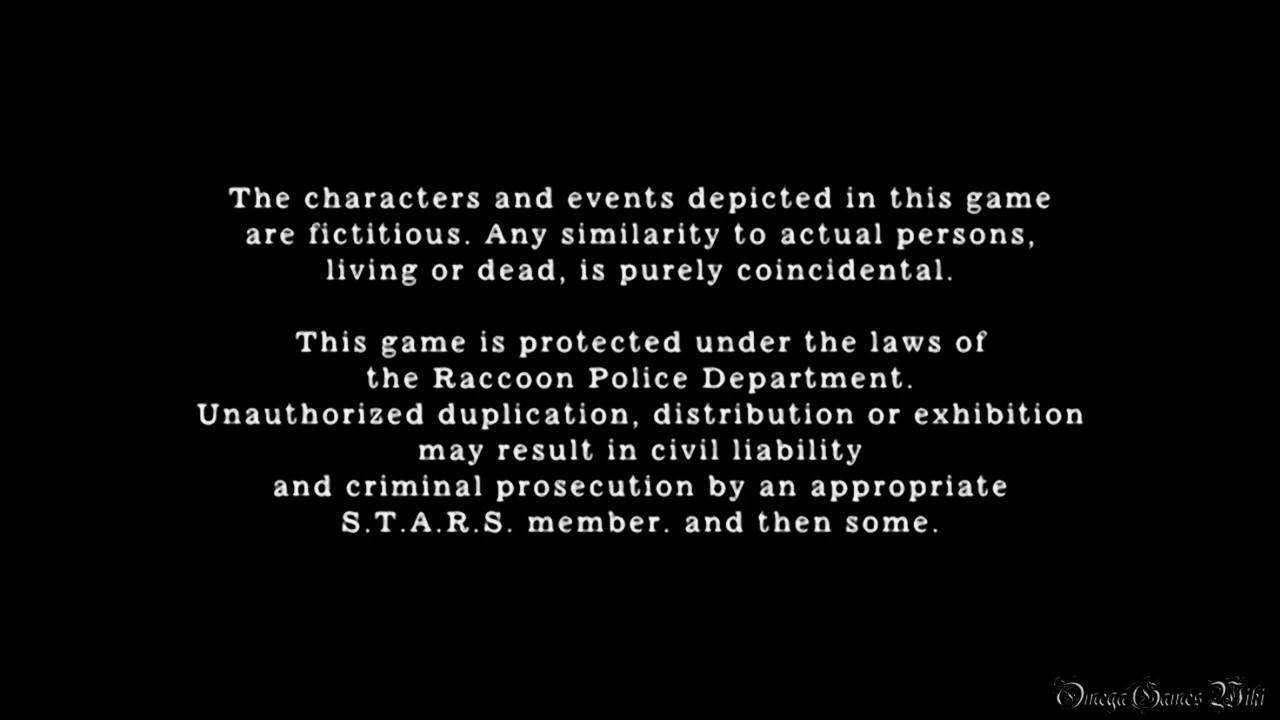 The characters and events depicted in this game
are fictitious. Any similarity to actual persons,
living or dead, is purely coincidental.
This game is protected under the laws of
the Raccoon Police Department.
Unauthorized duplication, distribution or exhibition
may result in civil liability
and criminal prosecution by an appropriate
S.T.A.R.S. member. and then some.
Omega Games Wiki